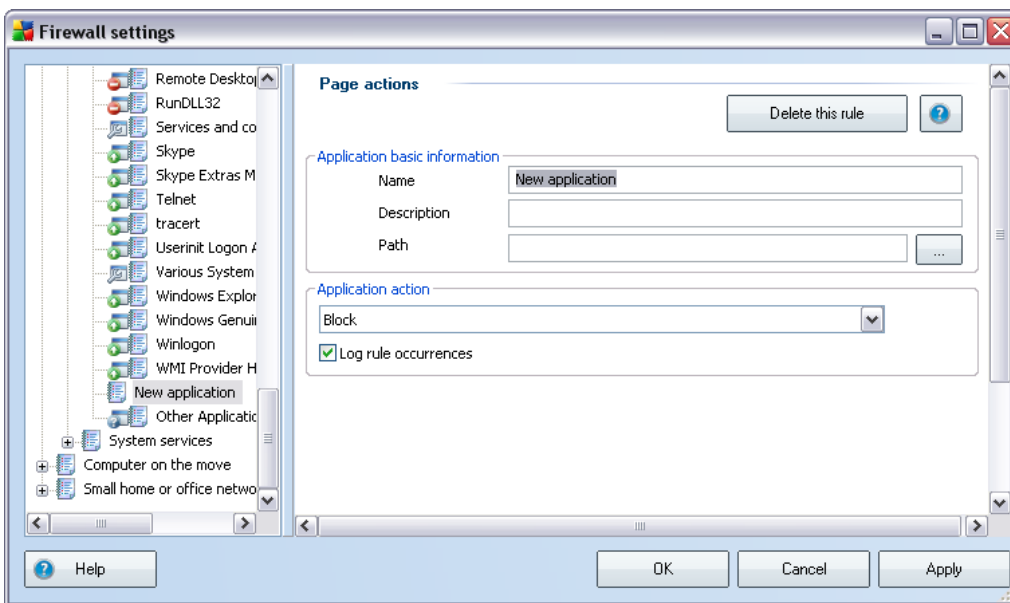 Firewall settings
Remote Desktop
RunDLL32
Services and co
Skype
Skype Extras M
Telnet
tracert
Userinit Logon A
Various System
Windows Explor
Windows Genui
Winlogon
WMI Provider H
New application
Other Applicatic
System services
Computer on the move
Small home or office netwo
Page actions
Delete this rule
Application basic information
Name
New application
Description
Path
...
Application action
Block
Log rule occurrences
Help
OK
Cancel
Apply